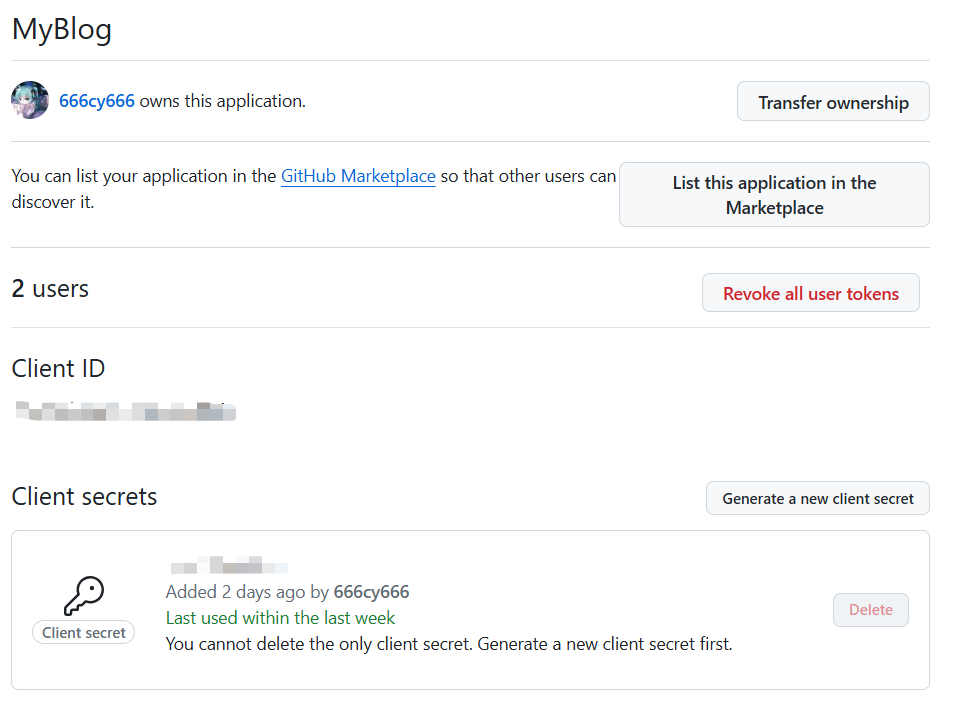 MyBlog
666cy666 owns this application.
Transfer ownership
You can list your application in the GitHub Marketplace so that other users can
discover it.
List this application in the
Marketplace
2 users
Revoke all user tokens
Client ID
Client secrets
Generate a new client secret
Added 2 days ago by 666cy666
Last used within the last week
You cannot delete the only client secret. Generate a new client secret first.
Client secret
Delete